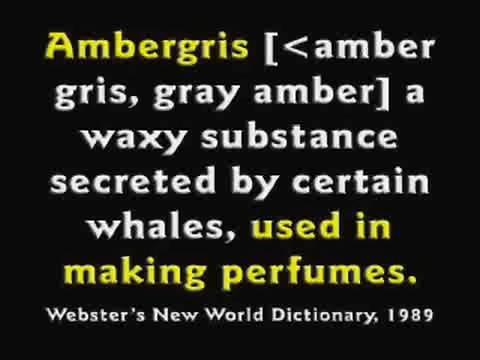 Ambergris [<amber
gris, gray amber] a
waxy substance
secreted by certain
whales, used in
making perfumes.
Webster's New World Dictionary, 1989